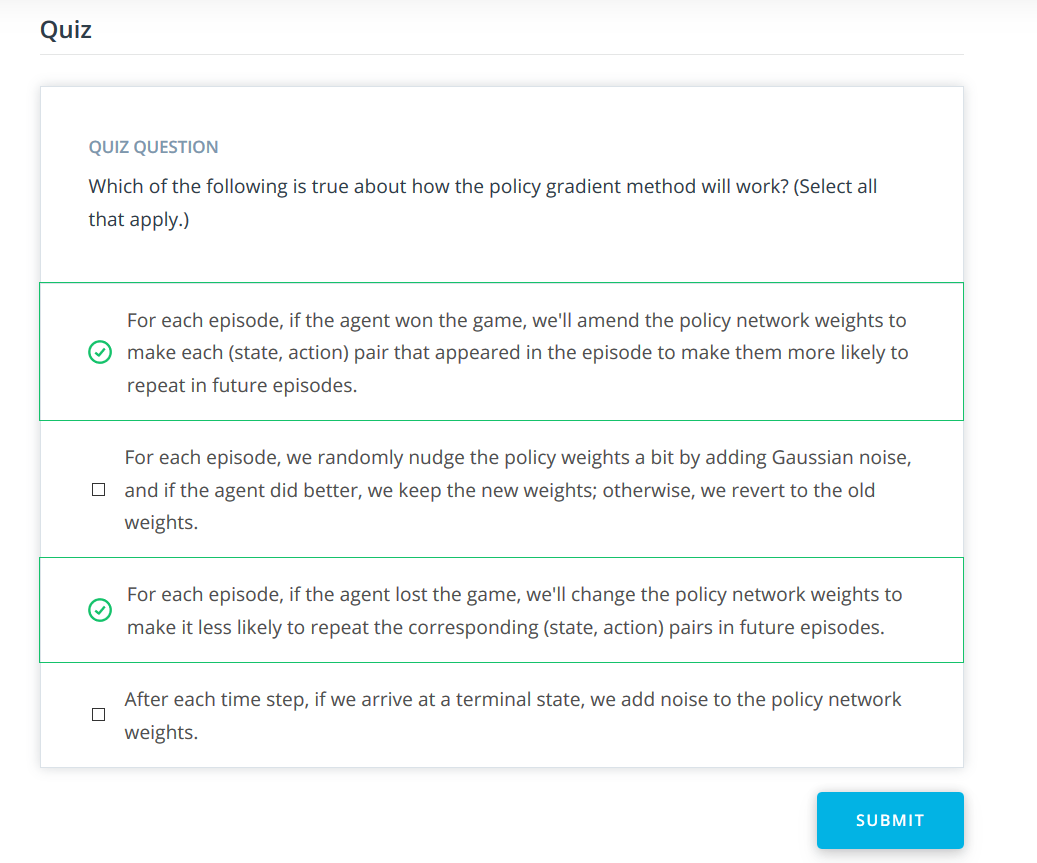 Quiz
QUIZ QUESTION
Which of the following is true about how the policy gradient method will work? (Select all
that apply.)
For each episode, if the agent won the game, we'll amend the policy network weights to
make each (state, action) pair that appeared in the episode to make them more likely to
repeat in future episodes.
For each episode, we randomly nudge the policy weights a bit by adding Gaussian noise,
and if the agent did better, we keep the new weights; otherwise, we revert to the old
weights.
For each episode, if the agent lost the game, we'll change the policy network weights to
make it less likely to repeat the corresponding (state, action) pairs in future episodes.
After each time step, if we arrive at a terminal state, we add noise to the policy network
weights.
SUBMIT